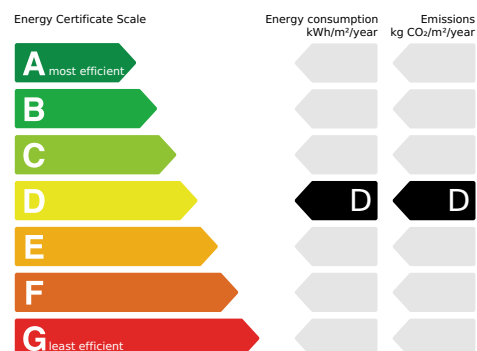 Energy Certificate Scale
Energy consumption
kWh/m²/year
Emissions
kg CO₂/m²/year
A most efficient
B
C
D
D
D
E
F
G least efficient